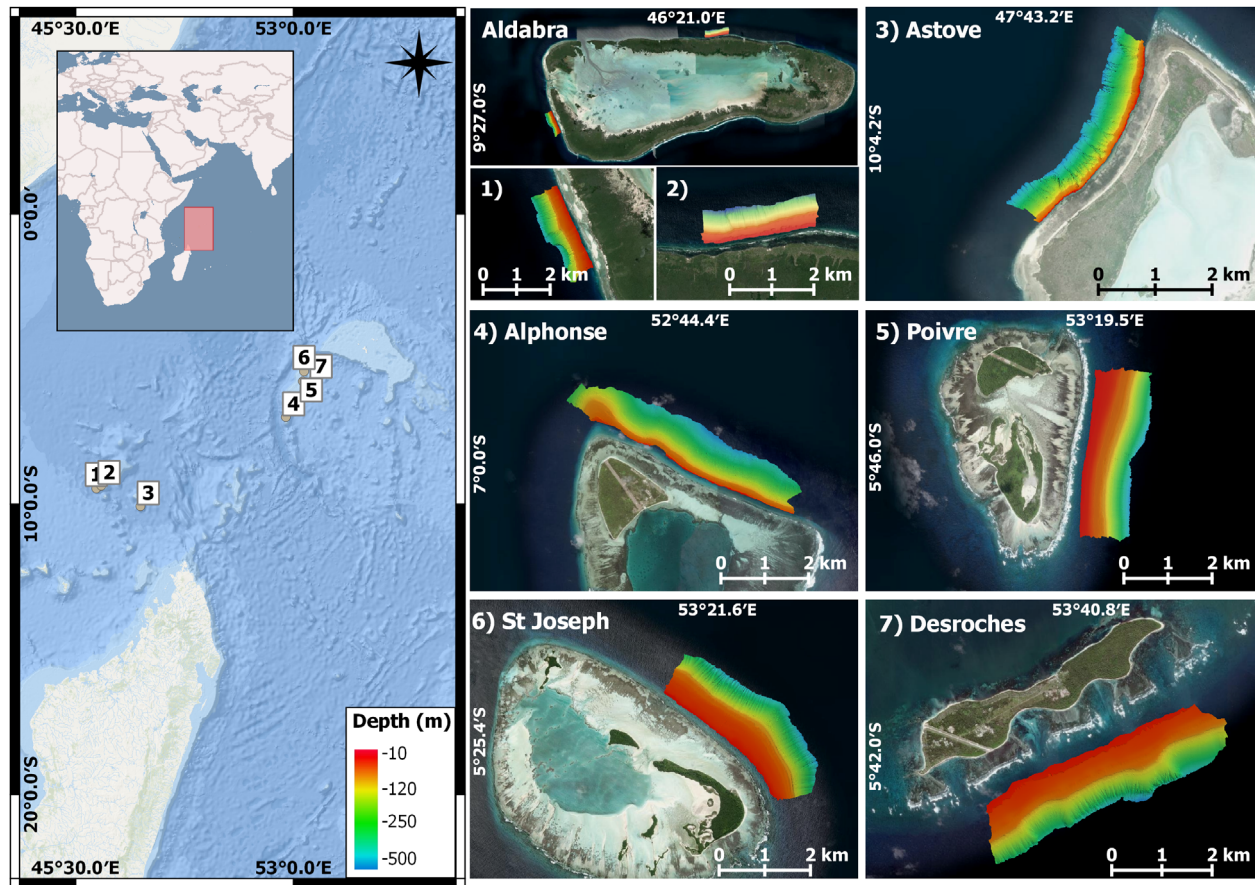 45°30.0′E
53°0.0′E
0°0.0′
10°0.0′S
20°0.0′S
1
2
3
4
5
6
7
Depth (m)
-10
-120
-250
-500
45°30.0′E
53°0.0′E
Aldabra
46°21.0′E
9°27.0′S
1)
0 1 2 km
2)
0 1 2 km
3) Astove
47°43.2′E
10°4.2′S
0 1 2 km
4) Alphonse
52°44.4′E
7°0.0′S
0 1 2 km
5) Poivre
53°19.5′E
5°46.0′S
0 1 2 km
6) St Joseph
53°21.6′E
5°25.4′S
0 1 2 km
7) Desroches
53°40.8′E
5°42.0′S
0 1 2 km